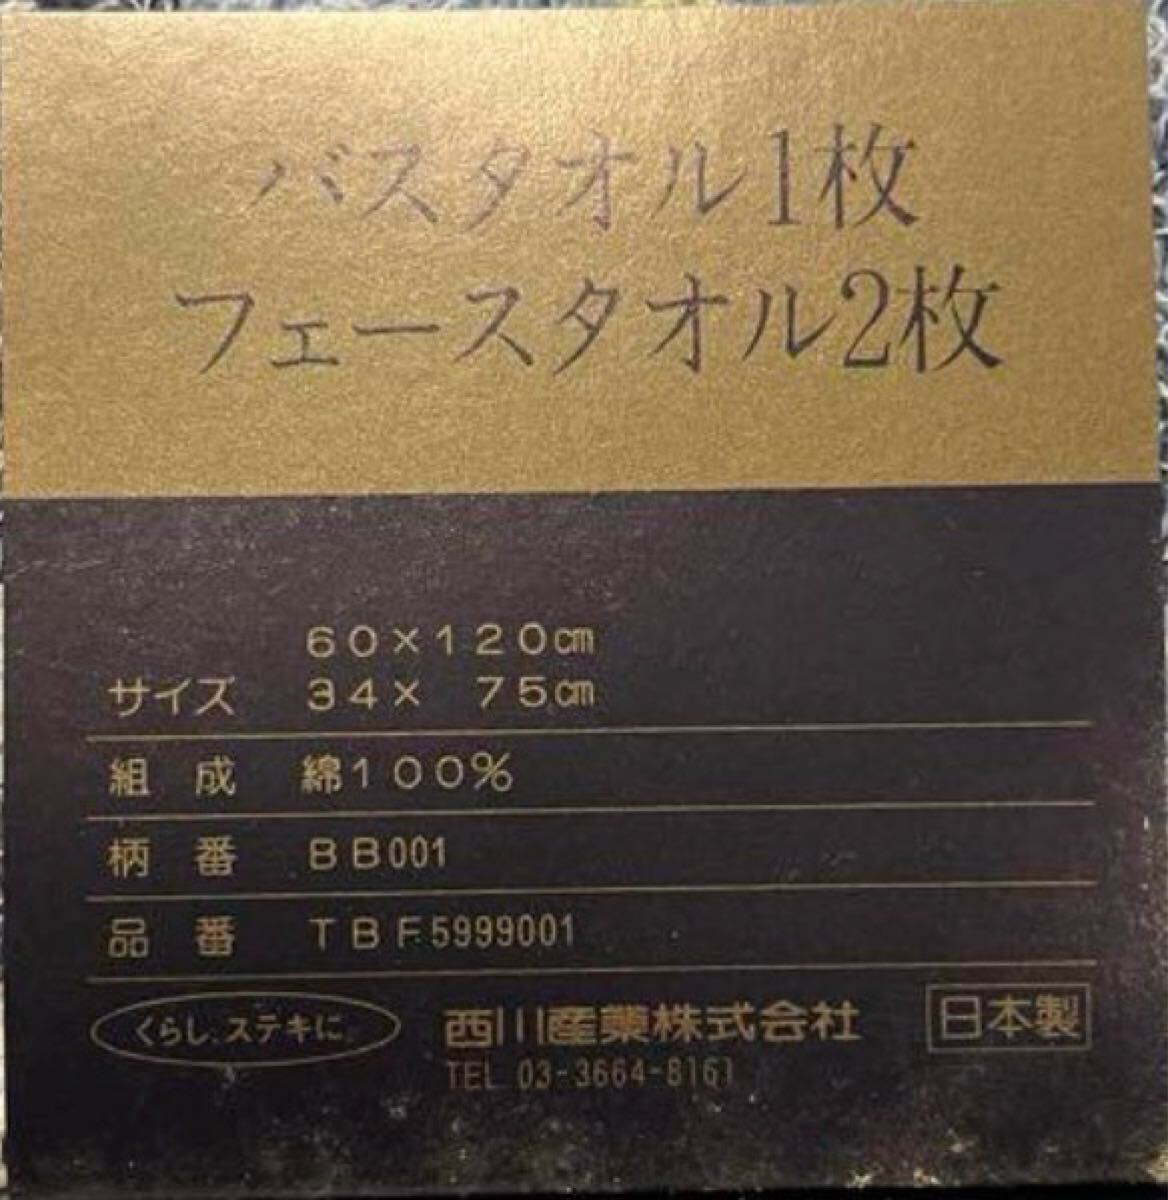 バスタオル1枚
フェースタオル2枚
60×120㎝
サイズ 34× 75㎝
組成 綿100%
柄番 BB001
品番 TBF5999001
くらし、ステキに。
西川産業株式会社
日本製
TEL 03-3664-8161